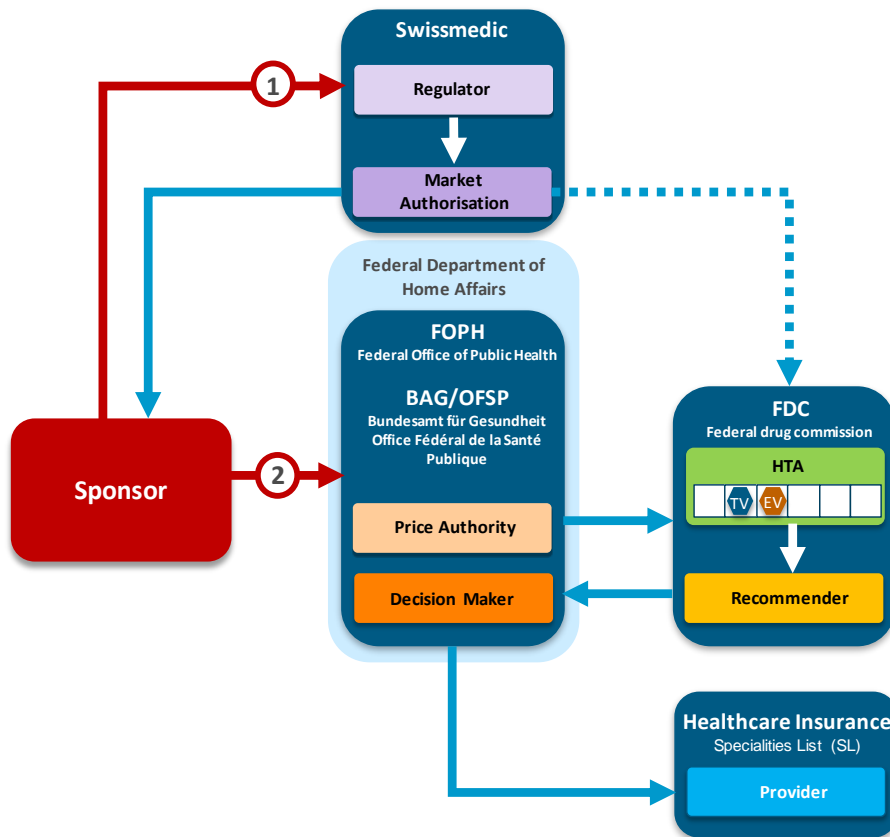 Swissmedic
1
Regulator
Market
Authorisation
Federal Department of
Home Affairs
FOPH
Federal Office of Public Health
BAG/OFSP
Bundesamt für Gesundheit
Office Fédéral de la Santé
Publique
Sponsor
2
Price Authority
Decision Maker
FDC
Federal drug commission
HTA
TV
EV
Recommender
Healthcare Insurance
Specialities List (SL)
Provider